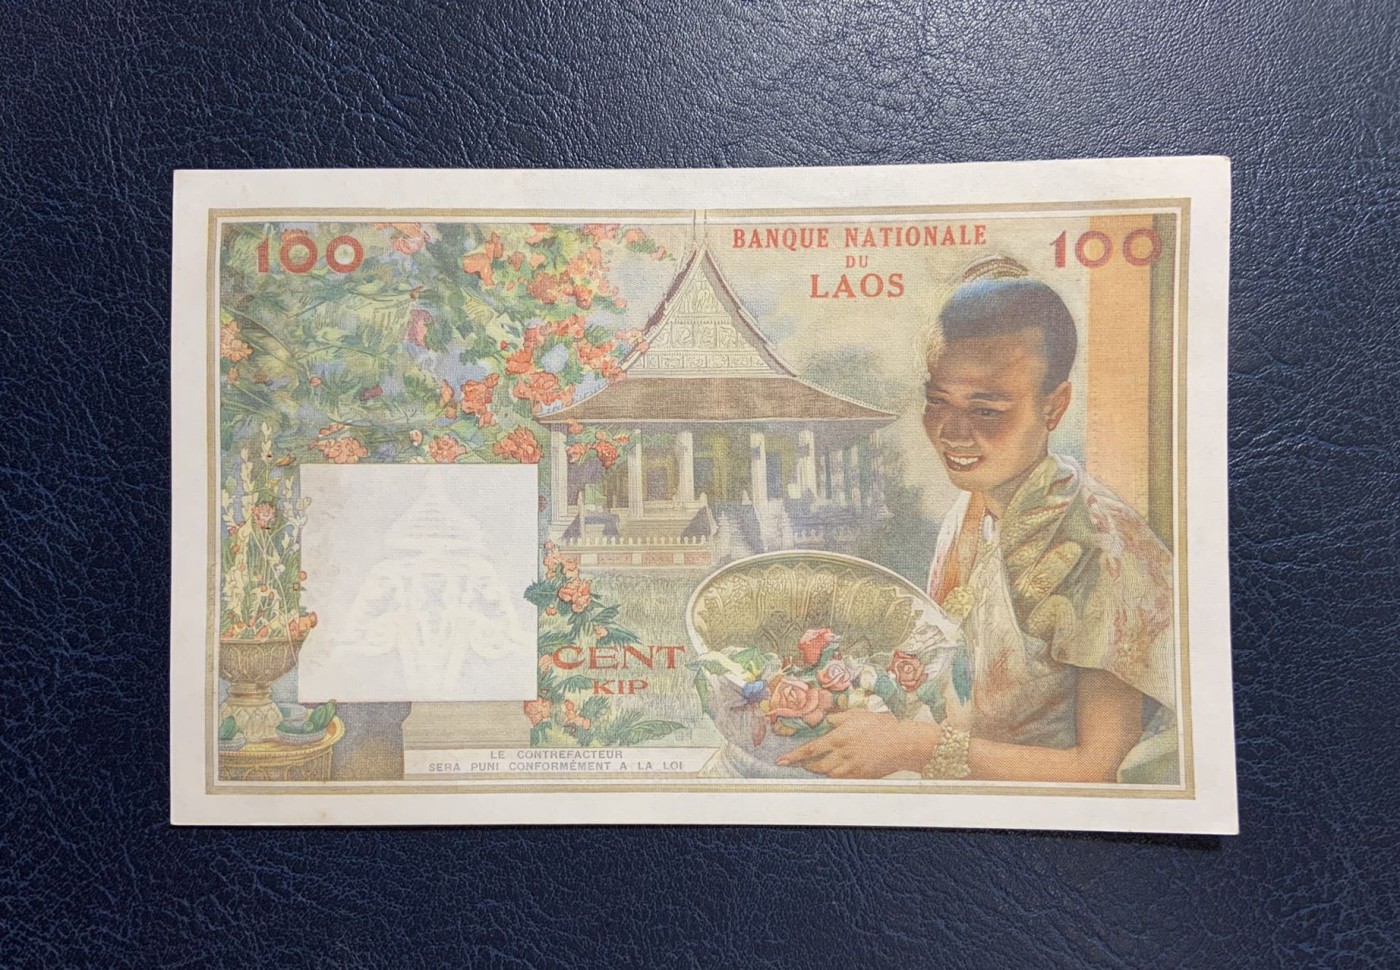 100
BANQUE NATIONALE
DU
LAOS
100
CENT
KIP
LE CONTREFACTEUR
SERA PUNI CONFORMÉMENT A LA LOI